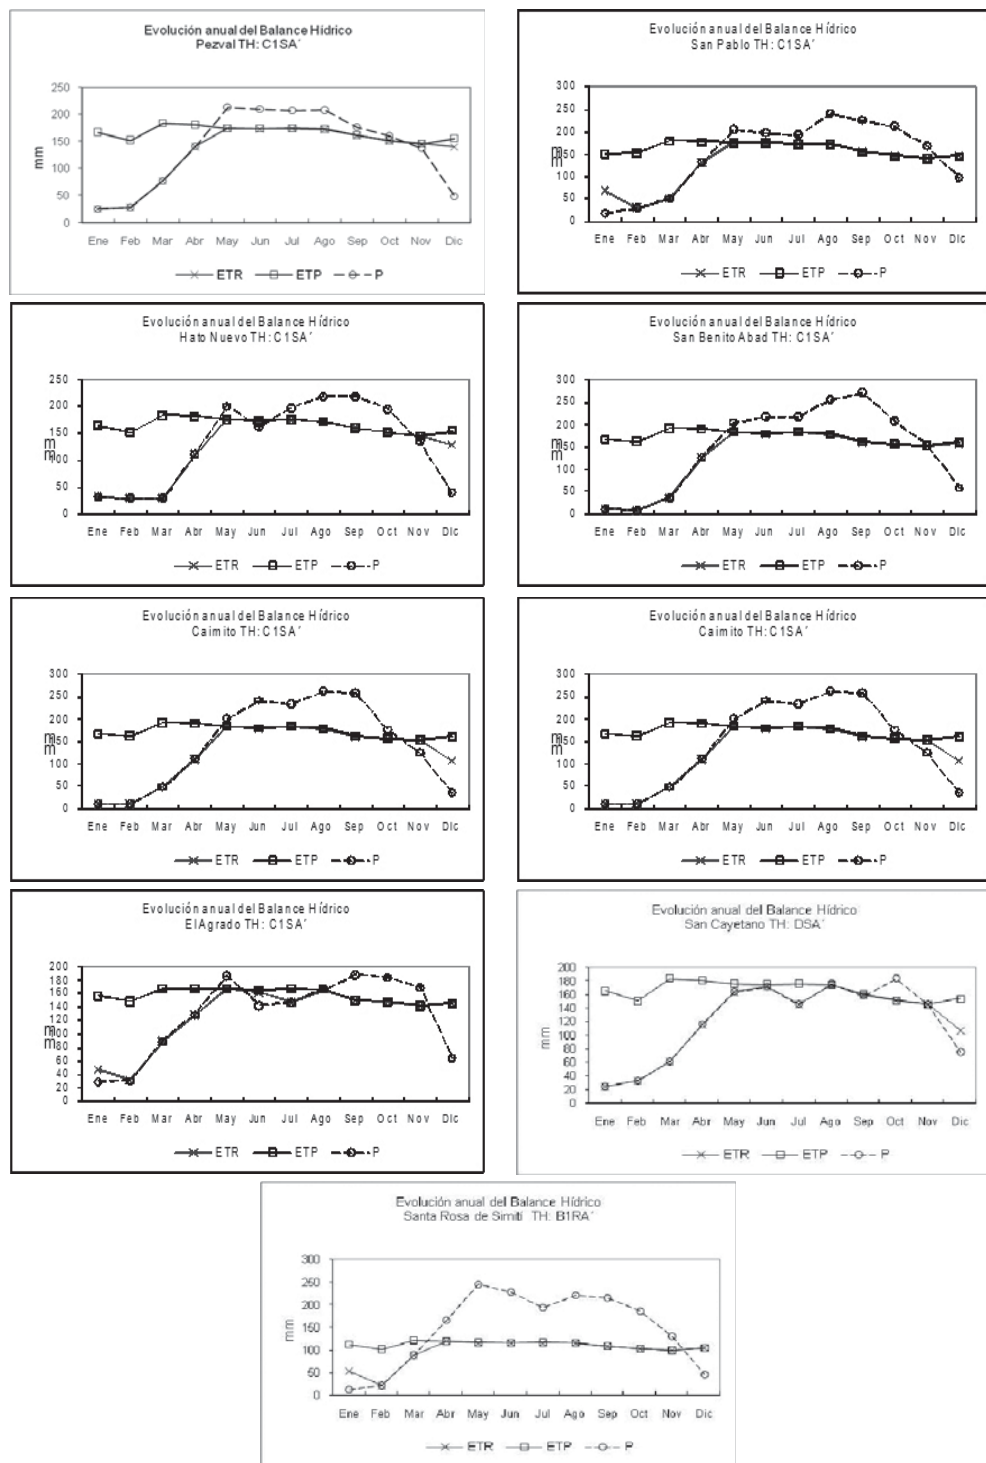 Evolución anual del Balance Hídrico
Pezval TH: C1SA´
250
200
150
100
50
0
mm
Ene Feb Mar Abr May Jun Jul Ago Sep Oct Nov Dic
ETR ETP P
Evolución anual del Balance Hídrico
San Pablo TH: C1SA´
300
250
200
150
100
50
0
mm
Ene Feb Mar Abr May Jun Jul Ago Sep Oct Nov Dic
ETR ETP P
Evolución anual del Balance Hídrico
Hato Nuevo TH: C1SA´
250
200
150
100
50
0
mm
Ene Feb Mar Abr May Jun Jul Ago Sep Oct Nov Dic
ETR ETP P
Evolución anual del Balance Hídrico
San Benito Abad TH: C1SA´
300
250
200
150
100
50
0
mm
Ene Feb Mar Abr May Jun Jul Ago Sep Oct Nov Dic
ETR ETP P
Evolución anual del Balance Hídrico
Caimito TH: C1SA´
300
250
200
150
100
50
0
mm
Ene Feb Mar Abr May Jun Jul Ago Sep Oct Nov Dic
ETR ETP P
Evolución anual del Balance Hídrico
Caimito TH: C1SA´
300
250
200
150
100
50
0
mm
Ene Feb Mar Abr May Jun Jul Ago Sep Oct Nov Dic
ETR ETP P
Evolución anual del Balance Hídrico
El Agrado TH: C1SA´
200
180
160
140
120
100
80
60
40
20
0
mm
Ene Feb Mar Abr May Jun Jul Ago Sep Oct Nov Dic
ETR ETP P
Evolución anual del Balance Hídrico
San Cayetano TH: DSA´
200
180
160
140
120
100
80
60
40
20
0
mm
Ene Feb Mar Abr May Jun Jul Ago Sep Oct Nov Dic
ETR ETP P
Evolución anual del Balance Hídrico
Santa Rosa de Simití TH: B1RA´
300
250
200
150
100
50
0
mm
Ene Feb Mar Abr May Jun Jul Ago Sep Oct Nov Dic
ETR ETP P